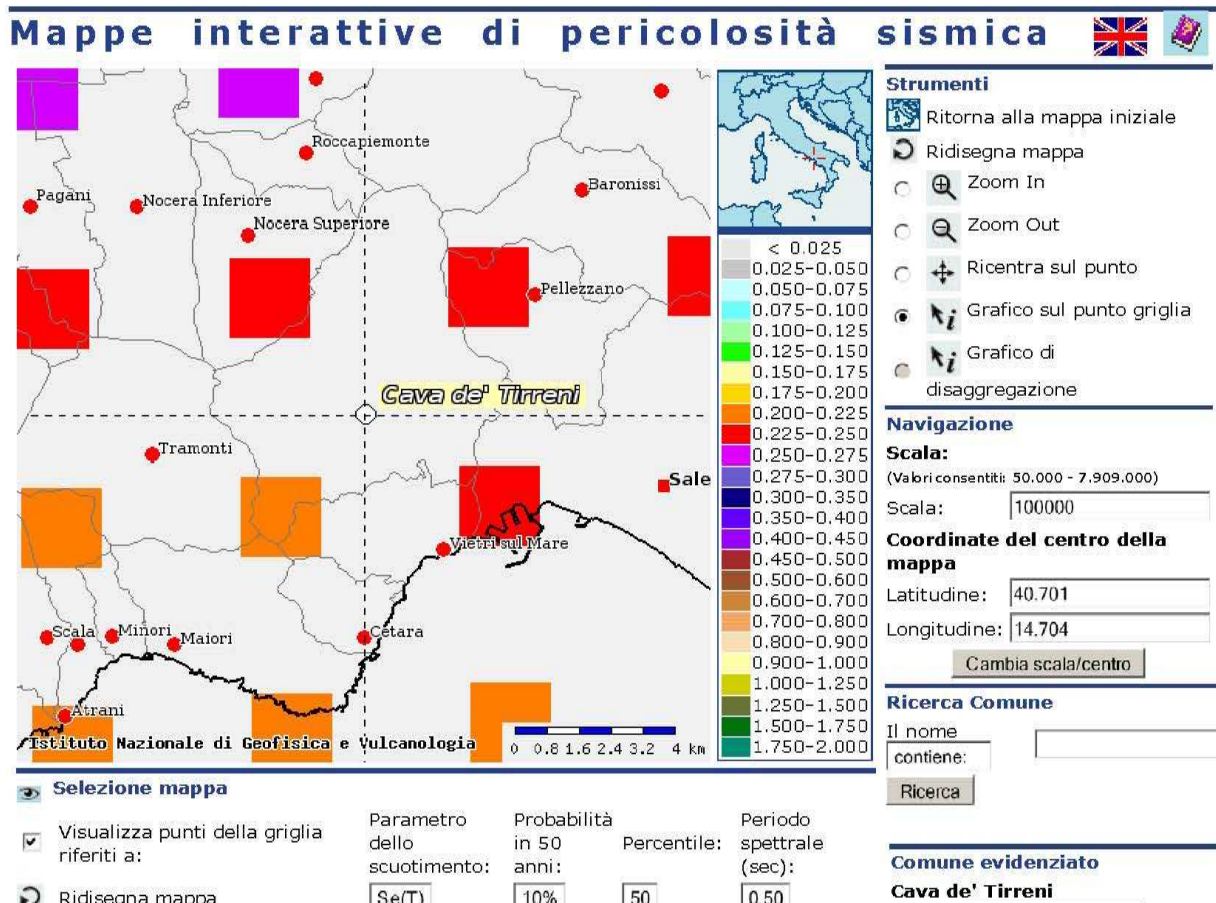 Mappe interattive di pericolosità sismica
Roccapiemonte
Baronissi
Pagani
Nocera Inferiore
Nocera Superiore
Pellezzano
Cava de' Tirreni
Tramonti
Sale
Vietri sul Mare
Scala
Minori
Maiori
Cetara
Atrani
Istituto Nazionale di Geofisica e Vulcanologia
0 0.8 1.6 2.4 3.2 4 km
< 0.025
0.025-0.050
0.050-0.075
0.075-0.100
0.100-0.125
0.125-0.150
0.150-0.175
0.175-0.200
0.200-0.225
0.225-0.250
0.250-0.275
0.275-0.300
0.300-0.350
0.350-0.400
0.400-0.450
0.450-0.500
0.500-0.600
0.600-0.700
0.700-0.800
0.800-0.900
0.900-1.000
1.000-1.250
1.250-1.500
1.500-1.750
1.750-2.000
Strumenti
Ritorna alla mappa iniziale
Ridisegna mappa
Zoom In
Zoom Out
Ricentra sul punto
Grafico sul punto griglia
Grafico di
disaggregazione
Navigazione
Scala:
(Valori consentiti: 50.000 - 7.909.000)
Scala: 100000
Coordinate del centro della
mappa
Latitudine: 40.701
Longitudine: 14.704
Cambia scala/centro
Ricerca Comune
Il nome
contiene:
Ricerca
Comune evidenziato
Cava de' Tirreni
Selezione mappa
Visualizza punti della griglia
riferiti a:
Ridisegna mappa
Parametro
dello
scuotimento:
Se(T)
Probabilità
in 50
anni:
10%
Percentile:
50
Periodo
spettrale
(sec):
0.50